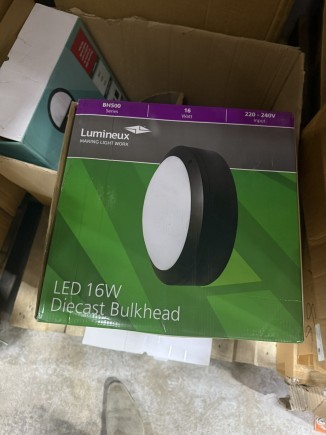 BH500
Series
16
Watt
220 - 240V
Input
Lumineux
MAKING LIGHT WORK
LED 16W
Diecast Bulkhead